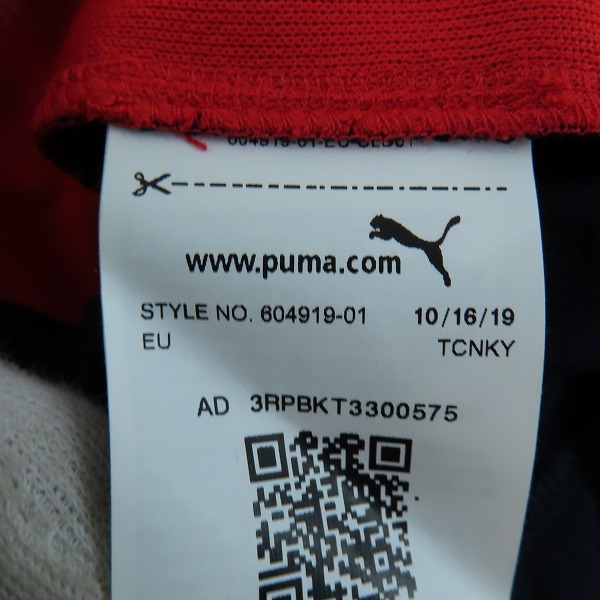 www.puma.com
STYLE NO. 604919-01 10/16/19
EU TCNKY
AD 3RPBKT3300575